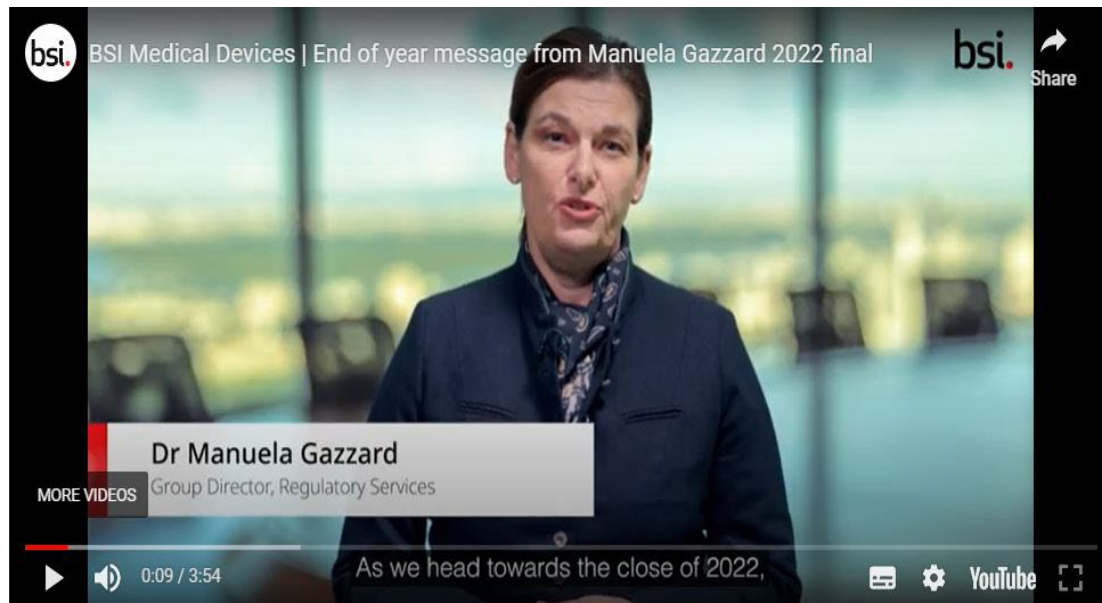 bsi.
BSI Medical Devices | End of year message from Manuela Gazzard 2022 final
bsi.
Share
Dr Manuela Gazzard
Group Director, Regulatory Services
MORE VIDEOS
As we head towards the close of 2022,
0:09 / 3:54
YouTube